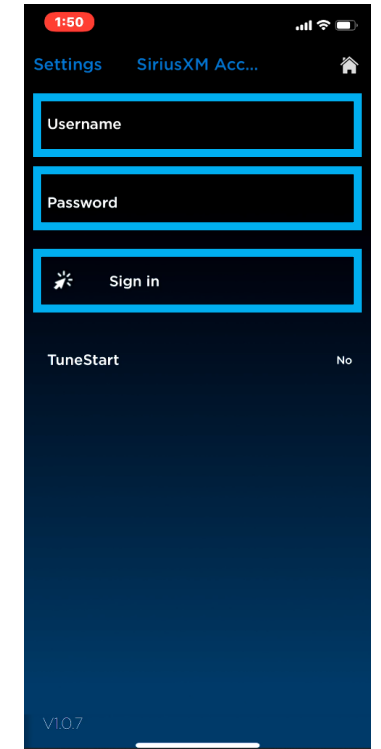 1:50
Settings SiriusXM Acc...
Username
Password
Sign in
TuneStart No
V1.0.7